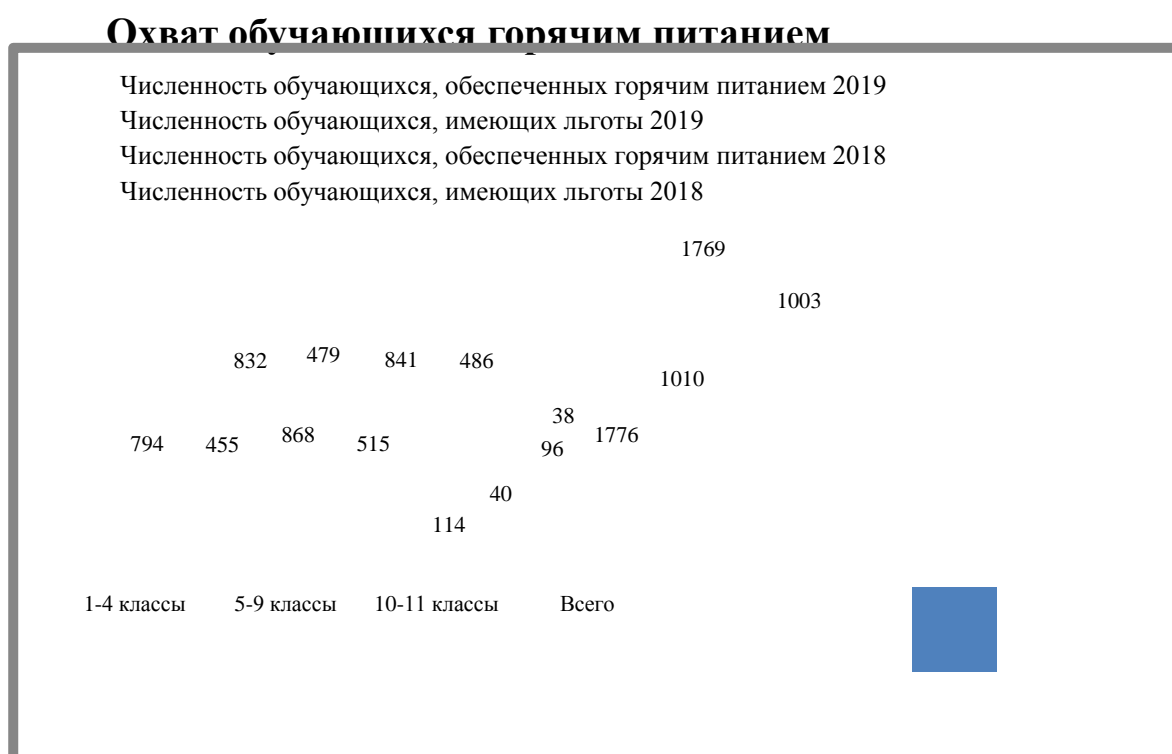 Охват обучающихся горячим питанием
Численность обучающихся, обеспеченных горячим питанием 2019
Численность обучающихся, имеющих льготы 2019
Численность обучающихся, обеспеченных горячим питанием 2018
Численность обучающихся, имеющих льготы 2018
1769
1003
832 479 841 486
1010
38
794 455 868 515 96 1776
40
114
1-4 классы 5-9 классы 10-11 классы Всего